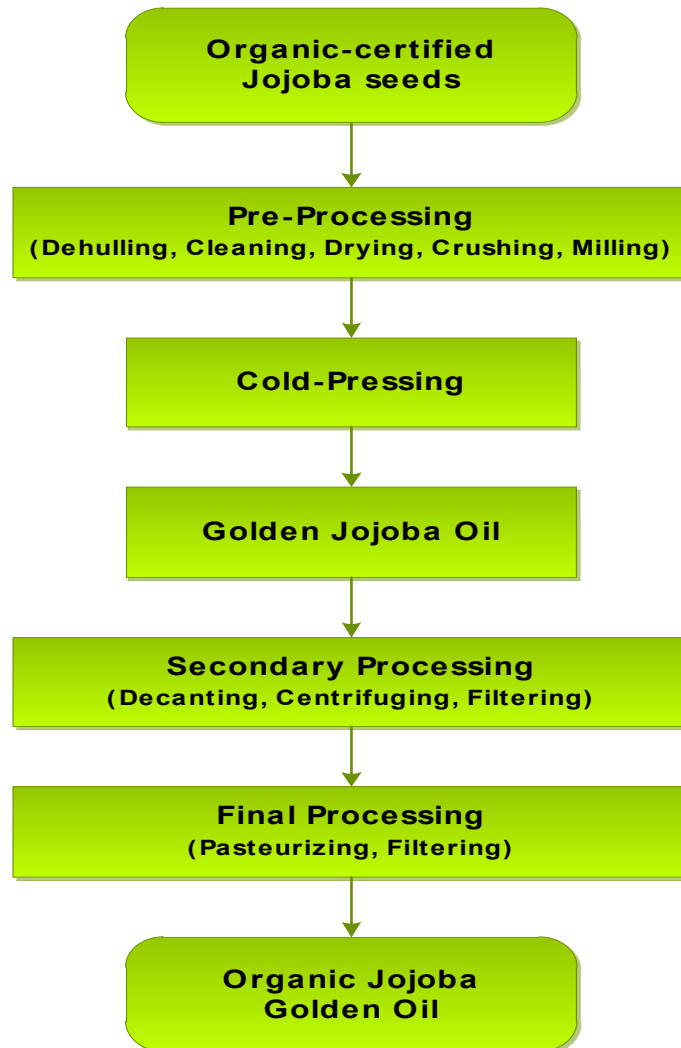 Organic-certified
Jojoba seeds
Pre-Processing
(Dehulling, Cleaning, Drying, Crushing, Milling)
Cold-Pressing
Golden Jojoba Oil
Secondary Processing
(Decanting, Centrifuging, Filtering)
Final Processing
(Pasteurizing, Filtering)
Organic Jojoba
Golden Oil